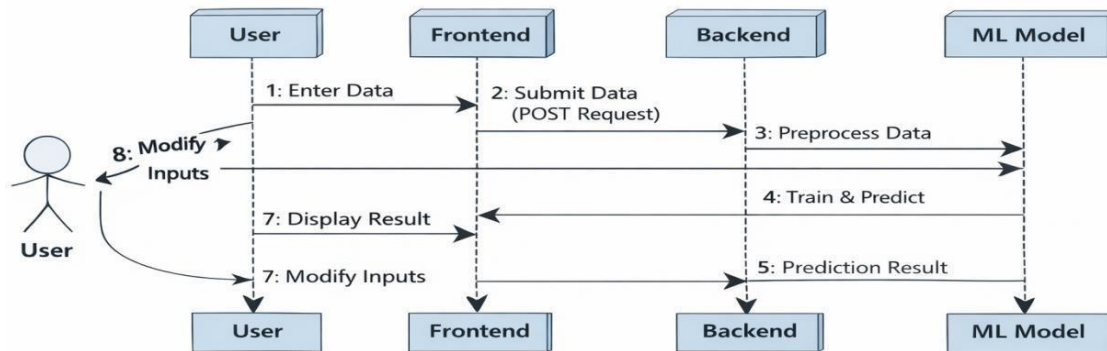 User
Frontend
Backend
ML Model
1: Enter Data
2: Submit Data
(POST Request)
3: Preprocess Data
8: Modify
Inputs
User
4: Train & Predict
7: Display Result
7: Modify Inputs
5: Prediction Result
User
Frontend
Backend
ML Model